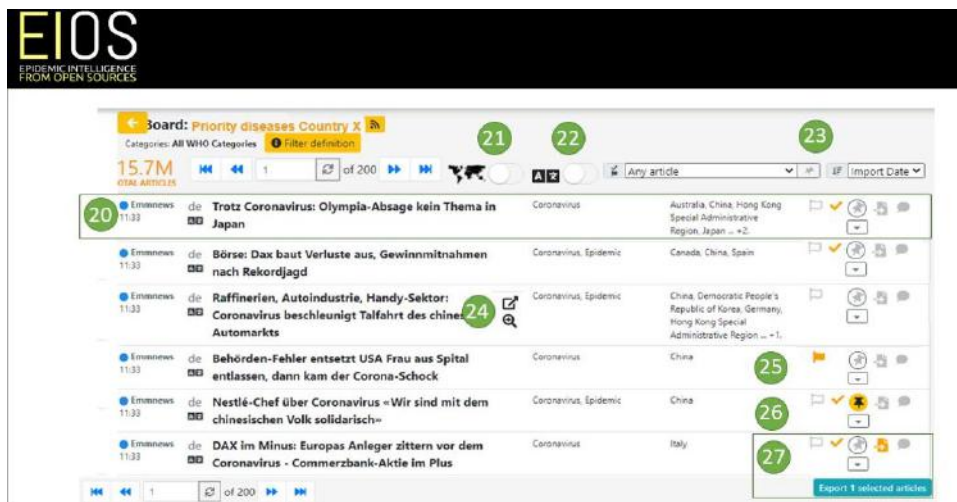 EIOS
EPIDEMIC INTELLIGENCE
FROM OPEN SOURCES
Board: Priority diseases Country X
Categories: All WHO Categories Filter definition
21 22 23
15.7M
OTAL ARTICLES
1 of 200 Any article Import Date
20 Emmnews de Trotz Coronavirus: Olympia-Absage kein Thema in Coronavirus Australia, China, Hong Kong
11:33 Japan Special Administrative
Region, Japan ... +2.
Emmnews de Börse: Dax baut Verluste aus, Gewinnmitnahmen Coronavirus, Epidemic Canada, China, Spain
11:33 nach Rekordjagd
Emmnews de Raffinerien, Autoindustrie, Handy-Sektor: Coronavirus, Epidemic China, Democratic People's
11:33 Coronavirus beschleunigt Talfahrt des chines 24 Republic of Korea, Germany,
Automarkts Hong Kong Special
Administrative Region ... +1.
Emmnews de Behörden-Fehler entsetzt USA Frau aus Spital Coronavirus China 25
11:33 entlassen, dann kam der Corona-Schock
Emmnews de Nestlé-Chef über Coronavirus «Wir sind mit dem Coronavirus, Epidemic China 26
11:33 chinesischen Volk solidarisch»
Emmnews de DAX im Minus: Europas Anleger zittern vor dem Coronavirus Italy 27
11:33 Coronavirus - Commerzbank-Aktie im Plus
1 of 200 Export 1 selected articles